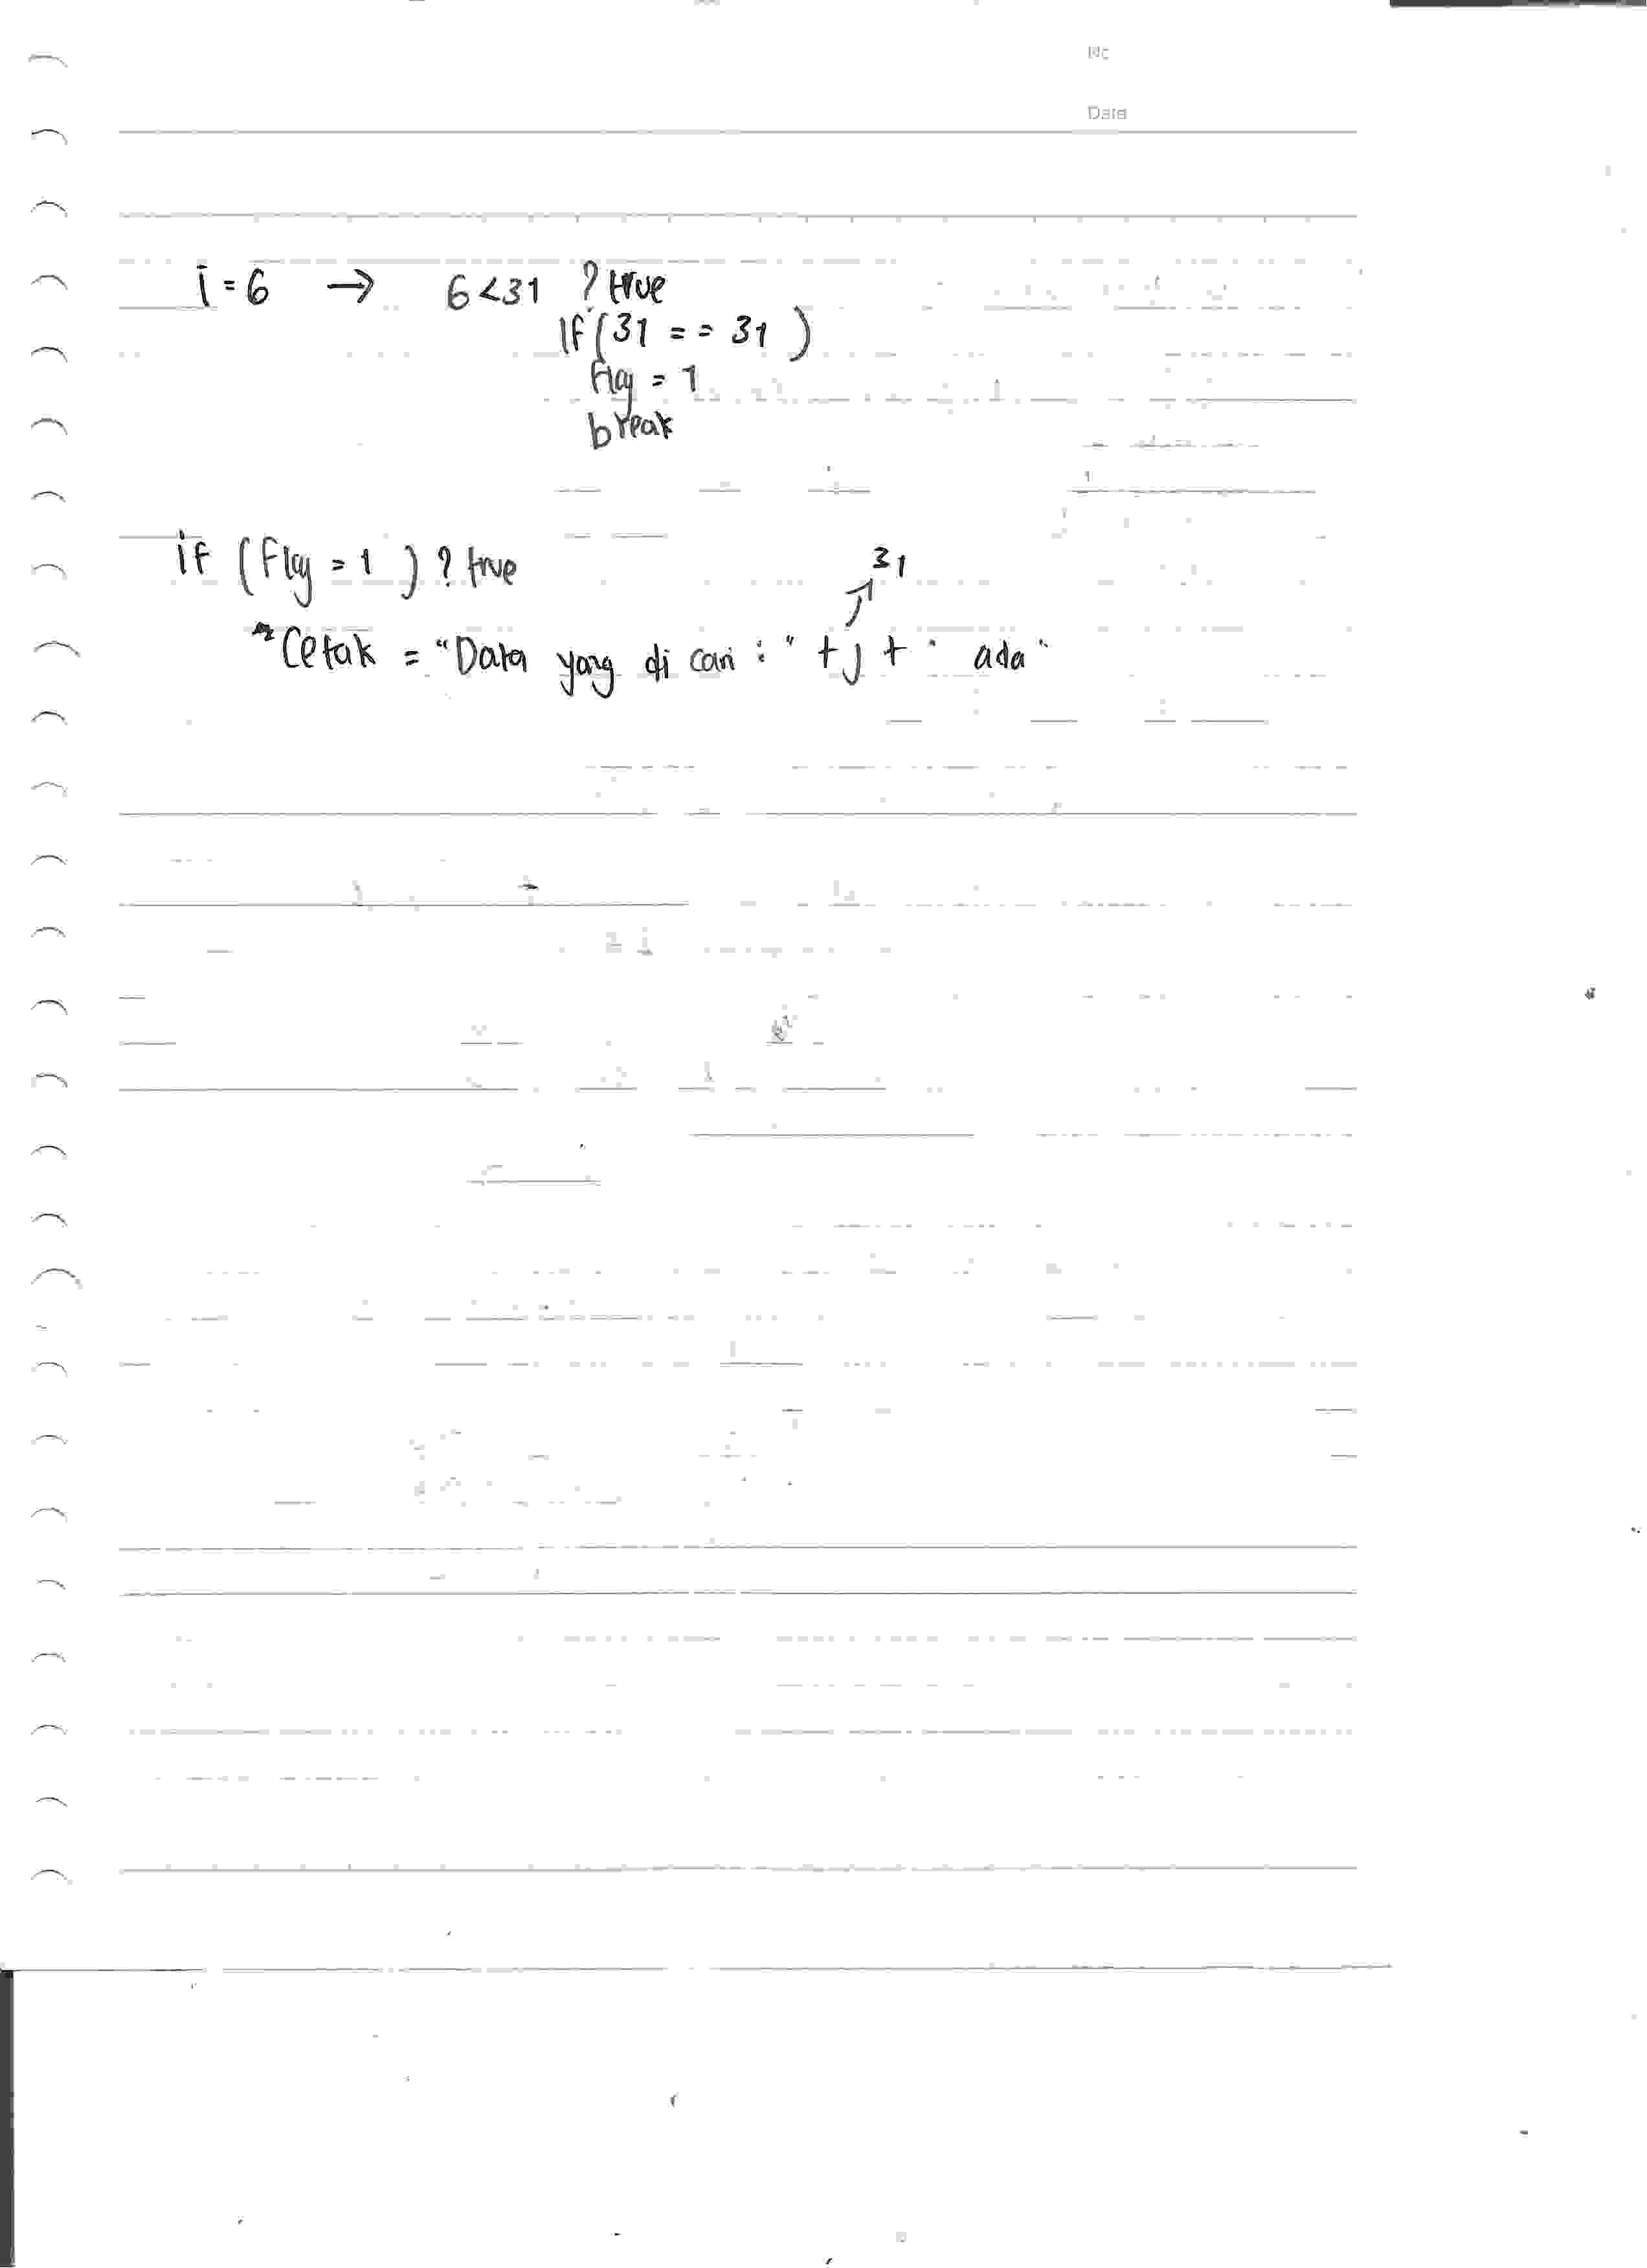 No
Date
i = 6 → 6 < 31 ? true
if ( 31 == 31 )
flag = 1
break
if ( flag = 1 ) ? true
31
Cetak = "Data yang di cari : " + j + " ada"